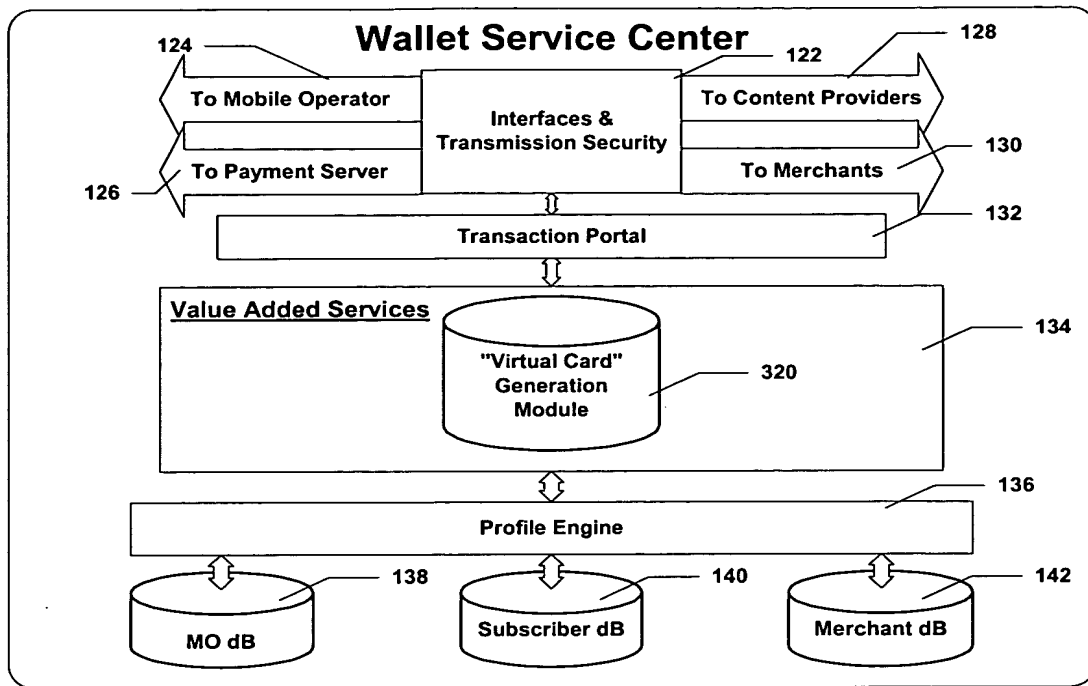 Wallet Service Center
124
128
122
To Mobile Operator
To Content Providers
Interfaces &
Transmission Security
To Payment Server
To Merchants
130
126
132
Transaction Portal
Value Added Services
134
"Virtual Card"
Generation
Module
320
136
Profile Engine
138
140
142
MO dB
Subscriber dB
Merchant dB